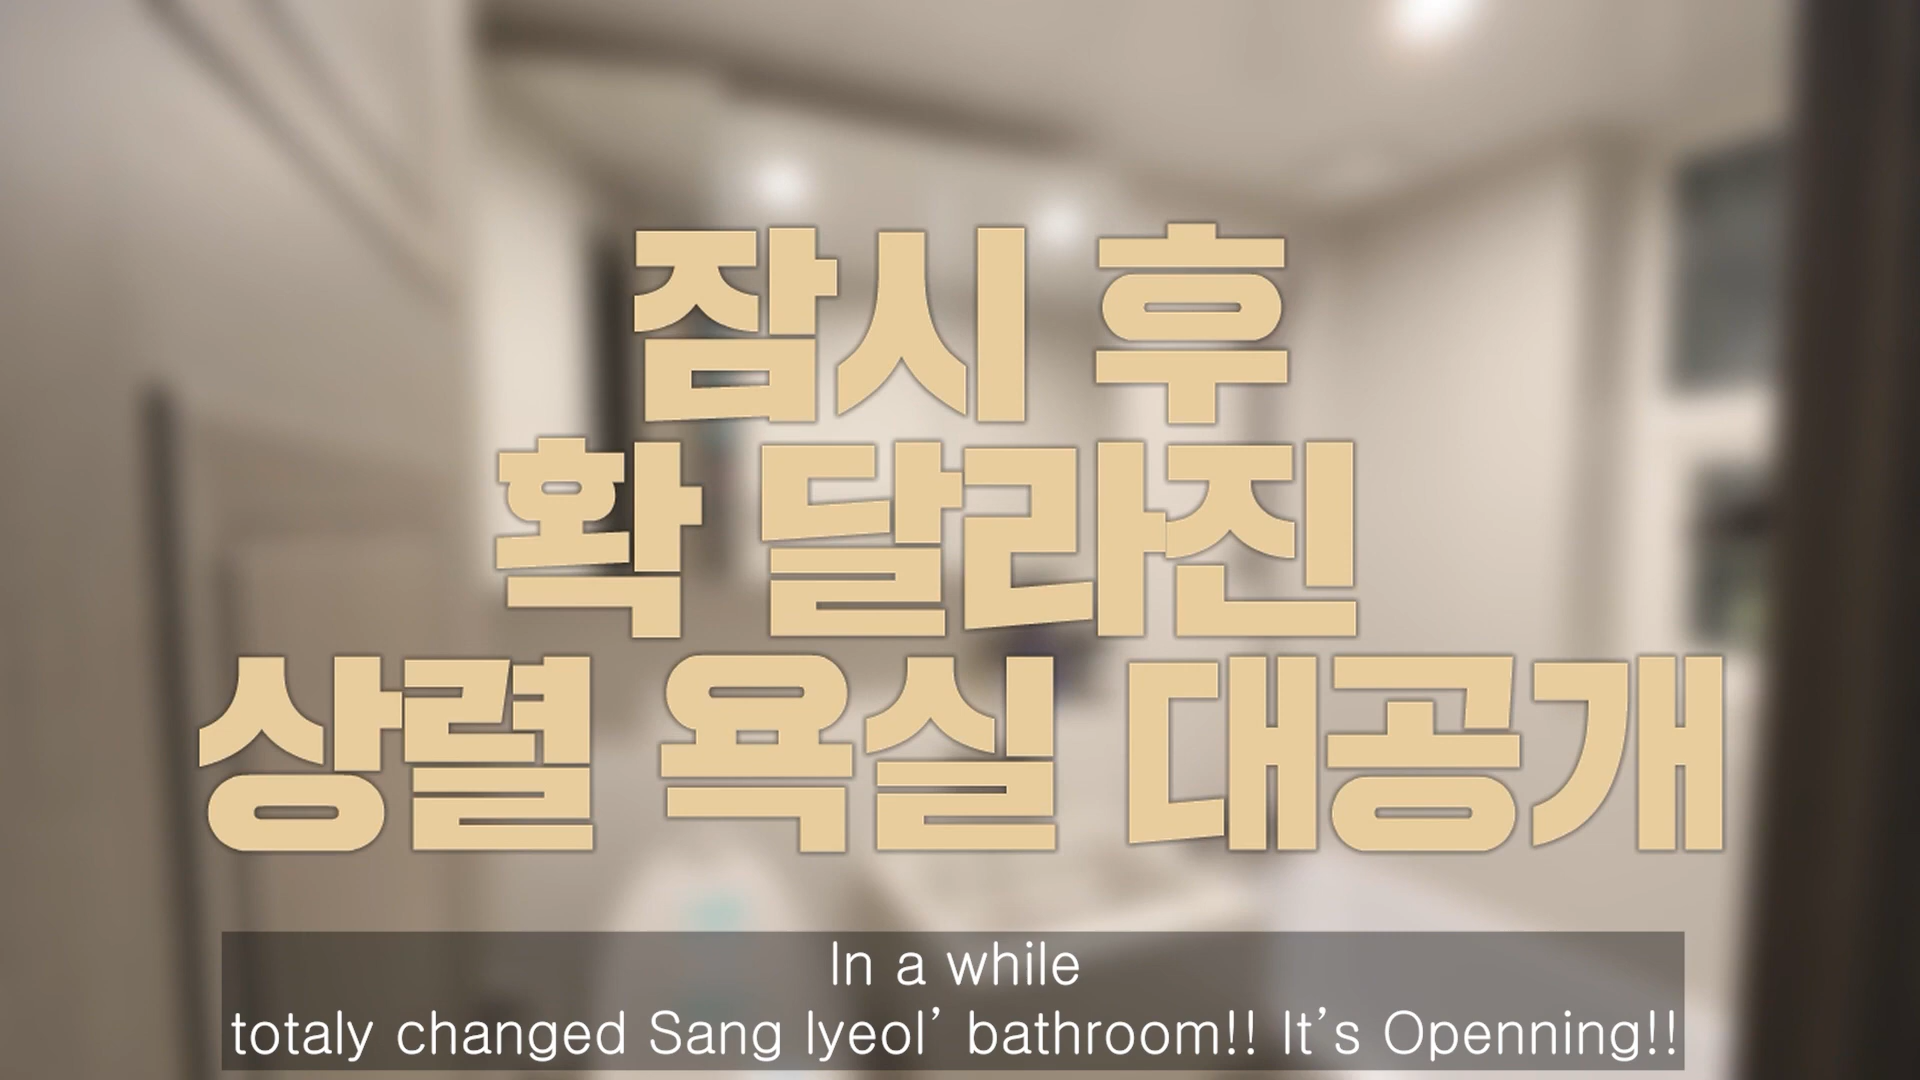 잠시 후
확 달라진
상렬 욕실 대공개
In a while
totaly changed Sang lyeol’ bathroom!! It’s Openning!!